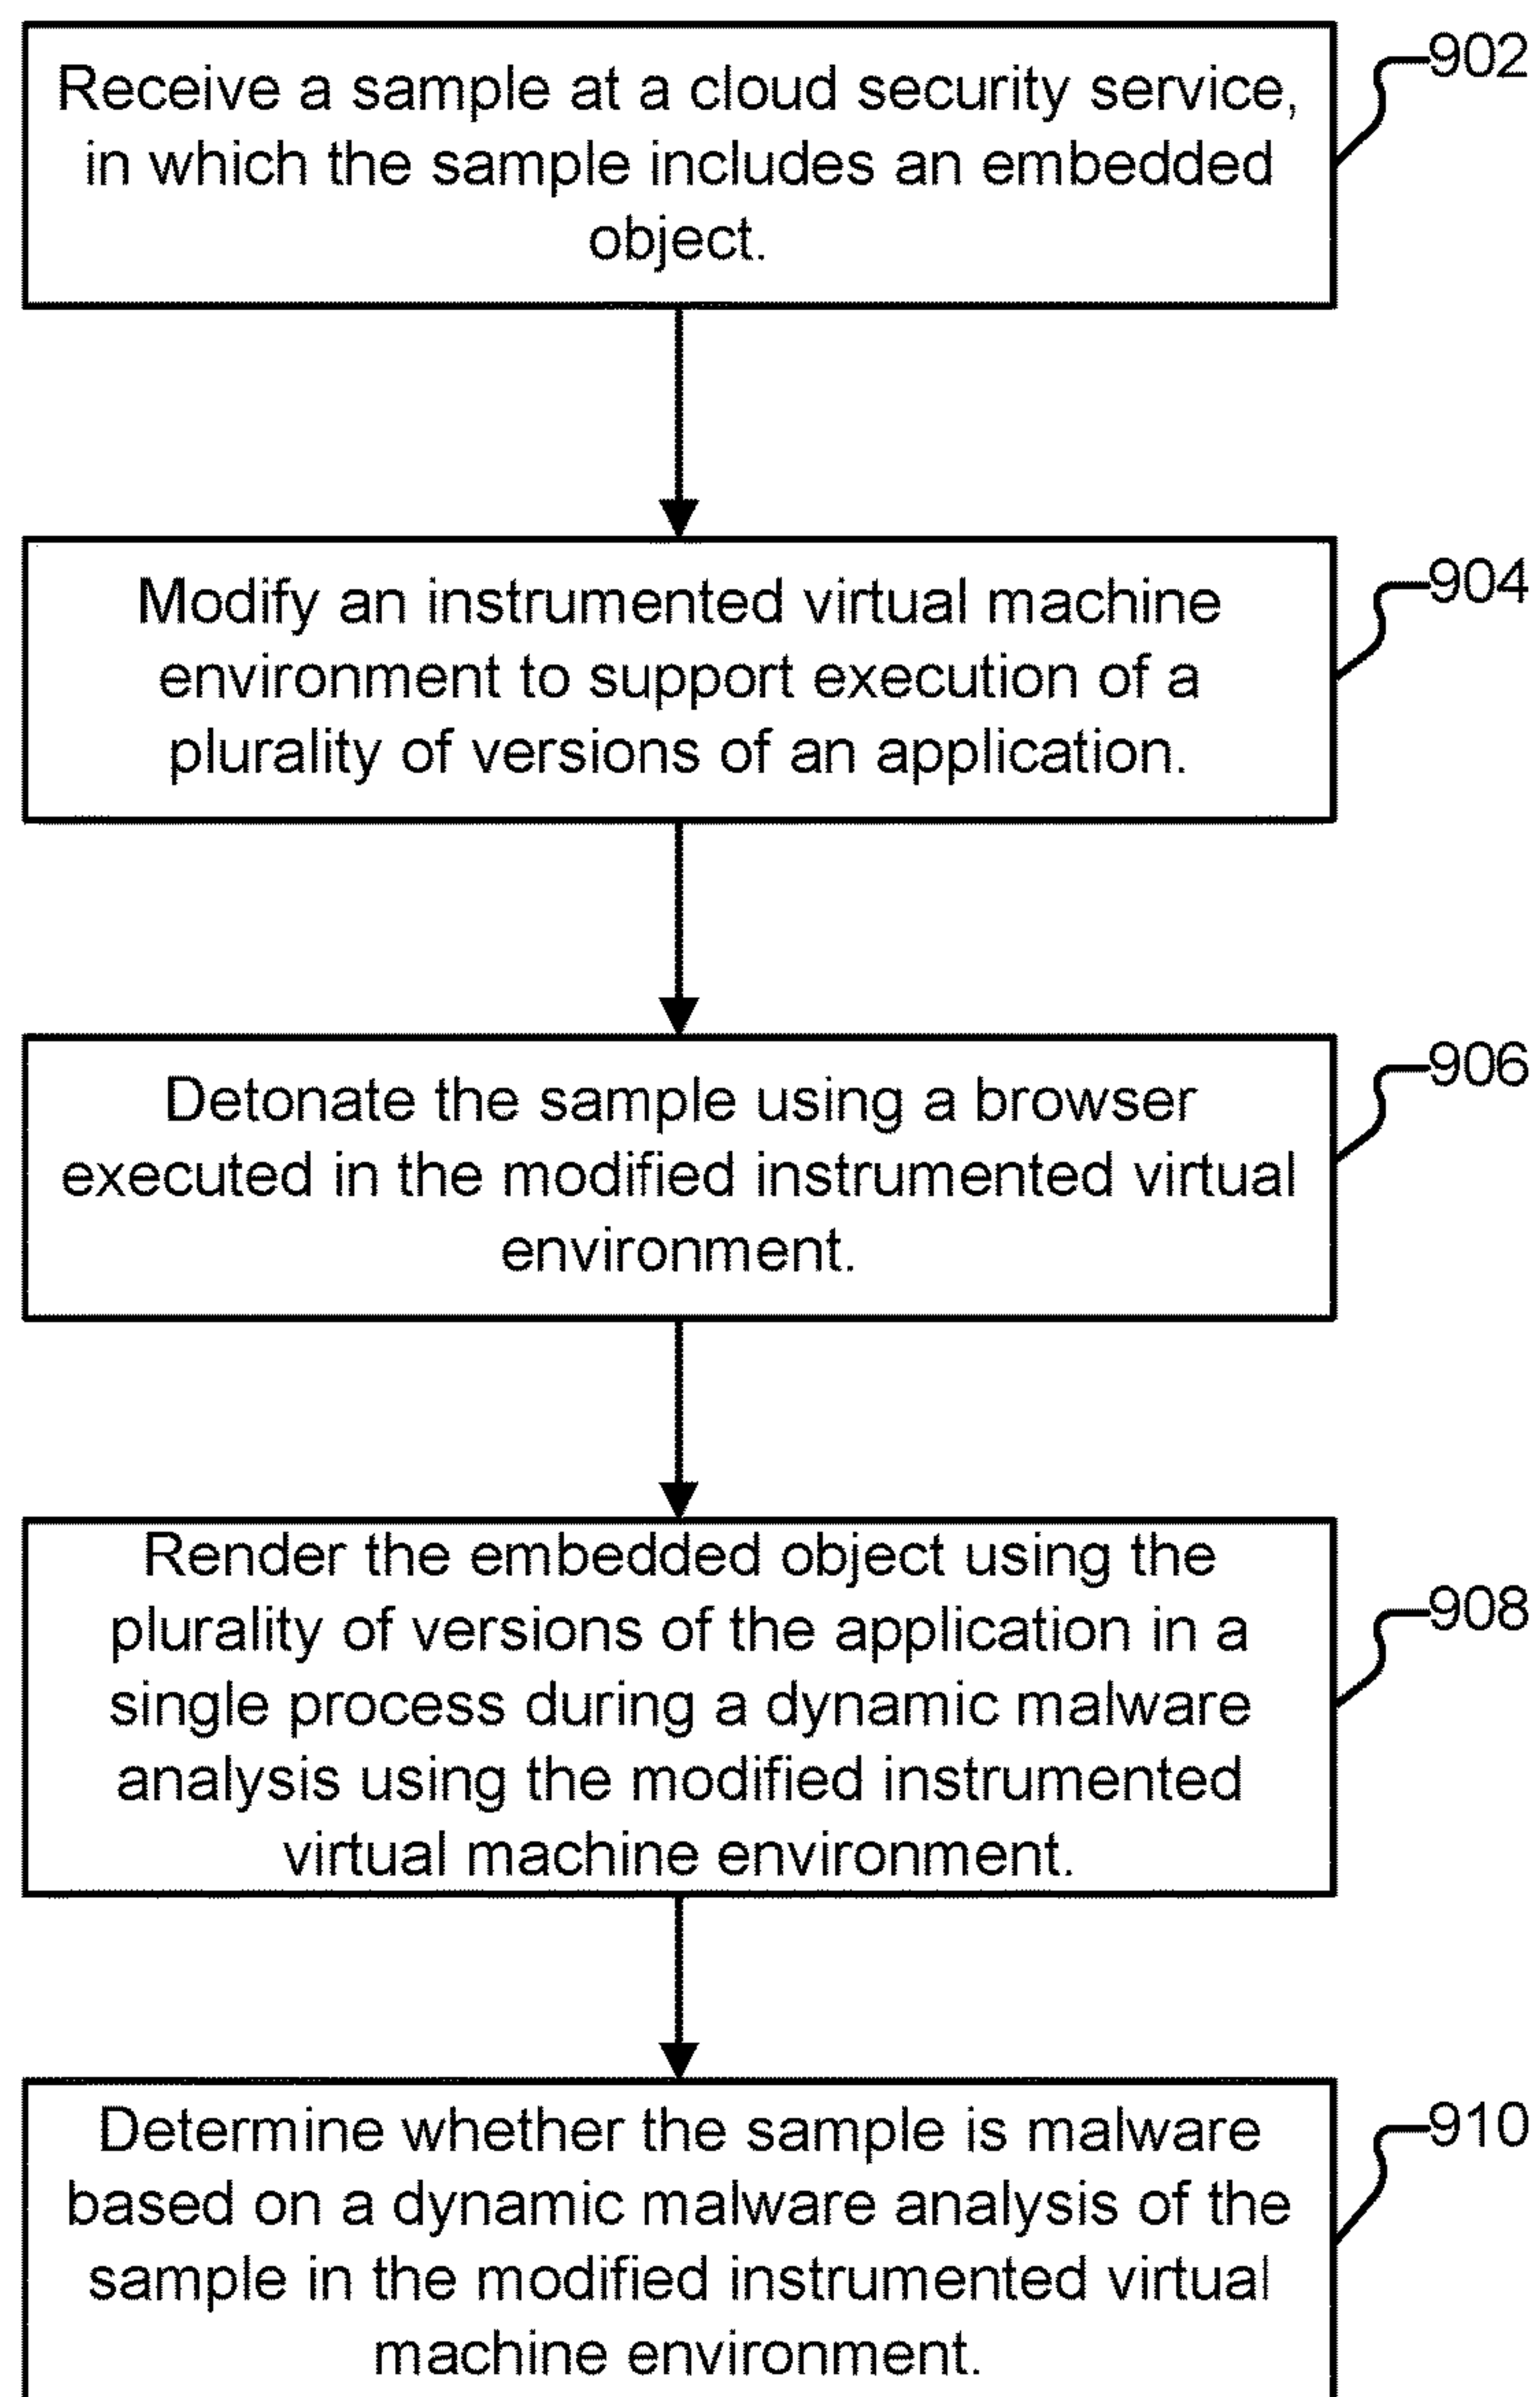 Receive a sample at a cloud security service,
in which the sample includes an embedded
object.
902
Modify an instrumented virtual machine
environment to support execution of a
plurality of versions of an application.
904
Detonate the sample using a browser
executed in the modified instrumented virtual
environment.
906
Render the embedded object using the
plurality of versions of the application in a
single process during a dynamic malware
analysis using the modified instrumented
virtual machine environment.
908
Determine whether the sample is malware
based on a dynamic malware analysis of the
sample in the modified instrumented virtual
machine environment.
910